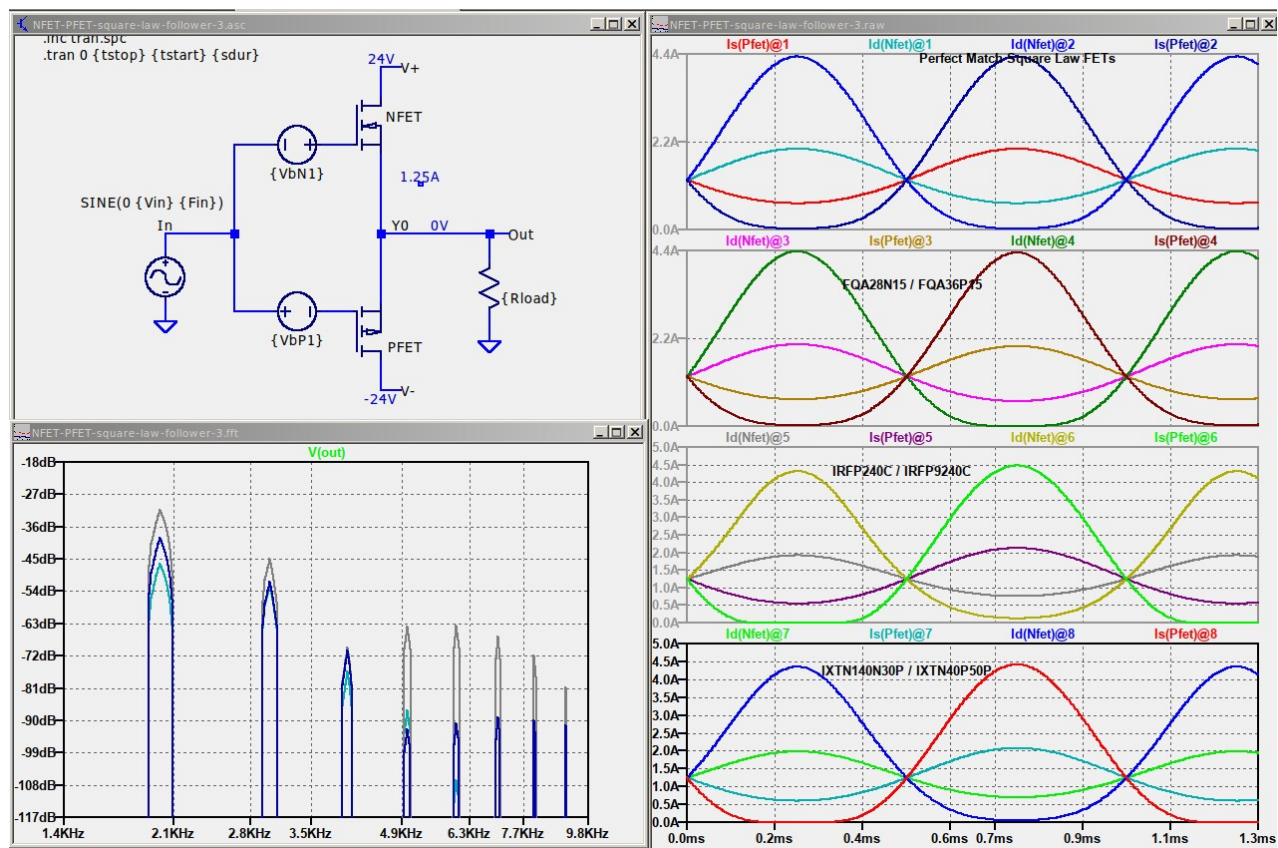 NFET-PFET-square-law-follower-3.asc
.inc tran.spc
.tran 0 {tstop} {tstart} {sdur}
24V
V+
NFET
{VbN1}
1.25A
SINE(0 {Vin} {Fin})
In
Y0 0V
Out
{Rload}
{VbP1}
PFET
V-
-24V
NFET-PFET-square-law-follower-3.fft
V(out)
-18dB
-27dB
-36dB
-45dB
-54dB
-63dB
-72dB
-81dB
-90dB
-99dB
-108dB
-117dB
1.4KHz 2.1KHz 2.8KHz 3.5KHz 4.9KHz 6.3KHz 7.7KHz 9.8KHz
NFET-PFET-square-law-follower-3.raw
Is(Pfet)@1 Id(Nfet)@1 Id(Nfet)@2 Is(Pfet)@2
Perfect Match Square Law FETs
4.4A
2.2A
0.0A
Id(Nfet)@3 Is(Pfet)@3 Id(Nfet)@4 Is(Pfet)@4
FQA28N15 / FQA36P15
4.4A
2.2A
0.0A
Id(Nfet)@5 Is(Pfet)@5 Id(Nfet)@6 Is(Pfet)@6
IRFP240C / IRFP9240C
5.0A
4.5A
4.0A
3.5A
3.0A
2.5A
2.0A
1.5A
1.0A
0.5A
0.0A
Id(Nfet)@7 Is(Pfet)@7 Id(Nfet)@8 Is(Pfet)@8
IXTN140N30P / IXTN40P50P
5.0A
4.5A
4.0A
3.5A
3.0A
2.5A
2.0A
1.5A
1.0A
0.5A
0.0A
0.0ms 0.2ms 0.4ms 0.6ms 0.7ms 0.9ms 1.1ms 1.3ms